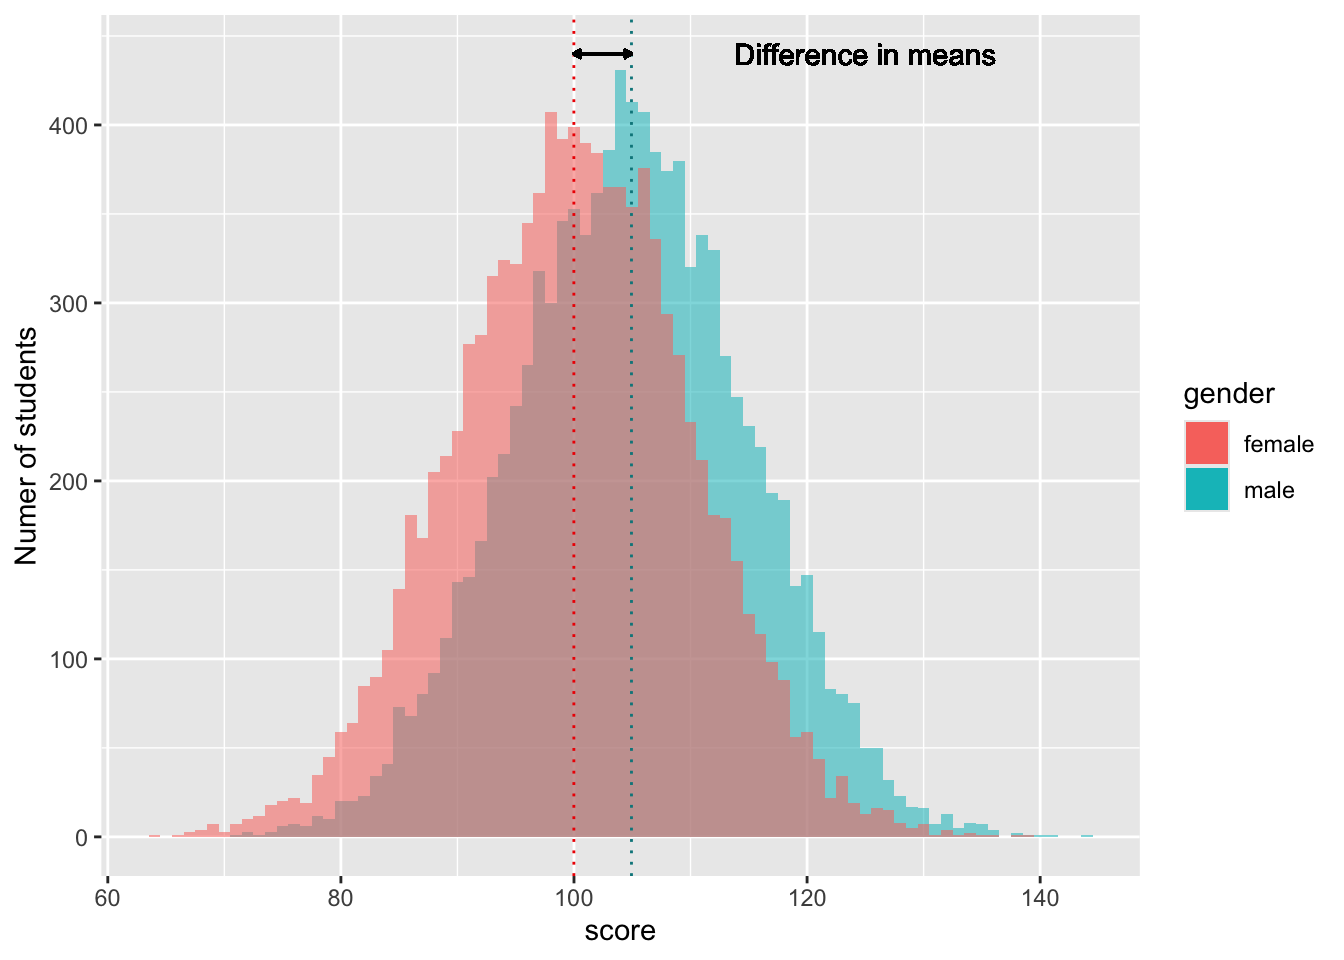 Difference in means
400
300
200
100
0
Numer of students
60 80 100 120 140
score
gender
female
male